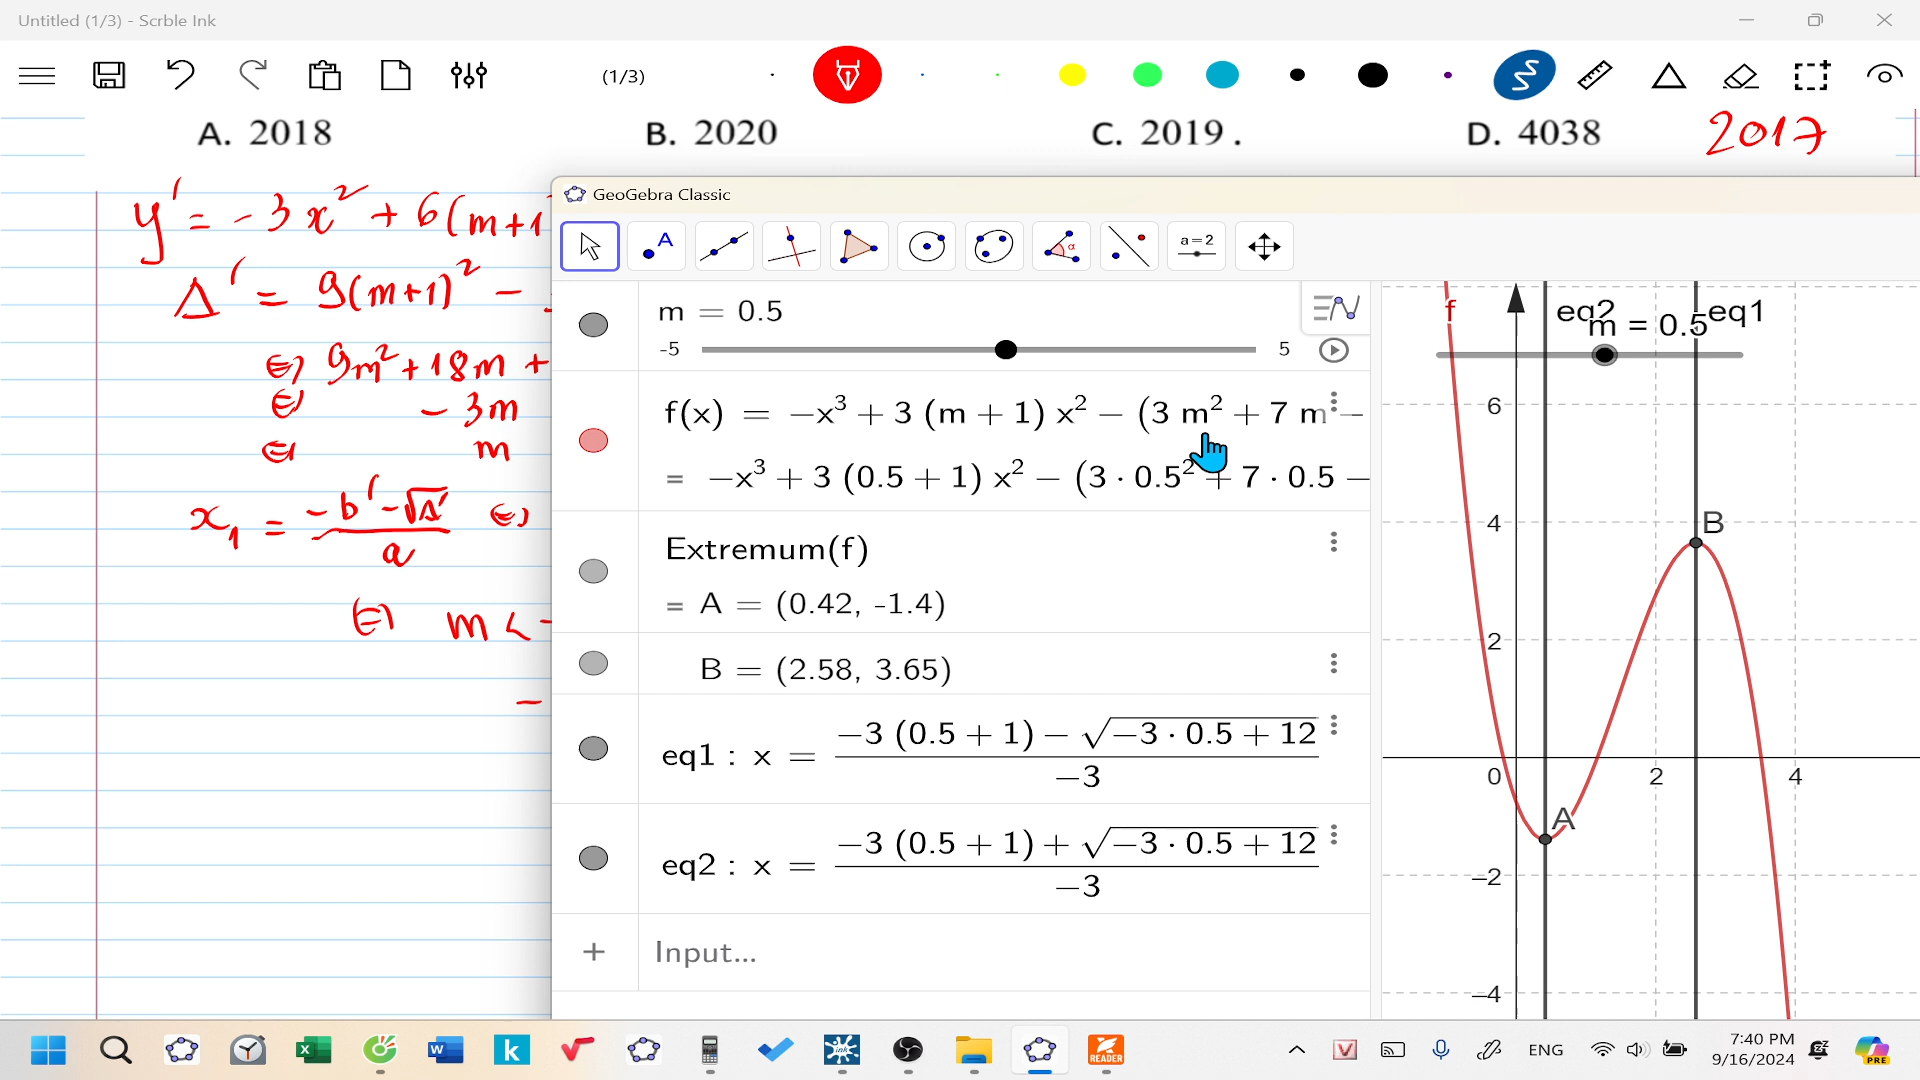 Untitled (1/3) - Scrble Ink
(1/3)
A. 2018 B. 2020 C. 2019 . D. 4038 2017
y' = - 3x² + 6(m+1
Δ' = 9(m+1)² -
⇔ 9m² + 18m +
⇔ - 3m
⇔ m
x₁ = (-b' - √Δ')/a ⇔
⇔ m < -
-
GeoGebra Classic
A
α
a=2
m = 0.5
-5 5
f(x) = −x³ + 3 (m + 1) x² − (3 m² + 7 m −
= −x³ + 3 (0.5 + 1) x² − (3 · 0.5² + 7 · 0.5 −
Extremum(f)
= A = (0.42, -1.4)
B = (2.58, 3.65)
eq1 : x = (−3 (0.5 + 1) − √(−3 · 0.5 + 12))/−3
eq2 : x = (−3 (0.5 + 1) + √(−3 · 0.5 + 12))/−3
+ Input...
f eq2 eq1
m = 0.5
6
4 B
2
0 2 4
A
−2
−4
W k READER ENG 7:40 PM
9/16/2024 PRE